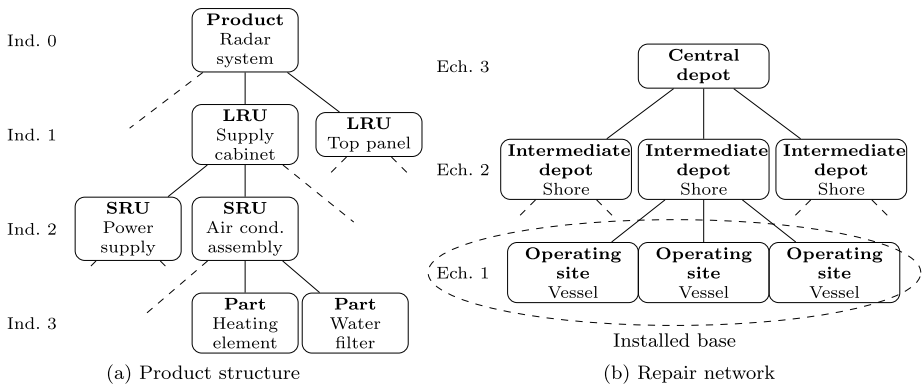 Ind. 0
Product
Radar
system
Ind. 1
LRU
Supply
cabinet
LRU
Top panel
Ind. 2
SRU
Power
supply
SRU
Air cond.
assembly
Ind. 3
Part
Heating
element
Part
Water
filter
(a) Product structure
Ech. 3
Central
depot
Ech. 2
Intermediate
depot
Shore
Intermediate
depot
Shore
Intermediate
depot
Shore
Ech. 1
Operating
site
Vessel
Operating
site
Vessel
Operating
site
Vessel
Installed base
(b) Repair network